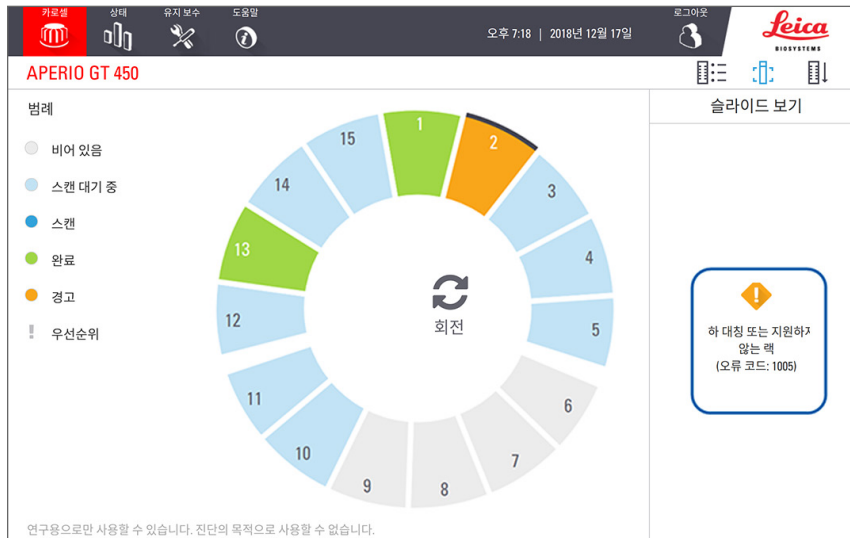 카로셀
상태
유지 보수
도움말
오후 7:18 | 2018년 12월 17일
로그아웃
Leica
BIOSYSTEMS
APERIO GT 450
범례
비어 있음
스캔 대기 중
스캔
완료
경고
우선순위
1
2
3
4
5
6
7
8
9
10
11
12
13
14
15
회전
슬라이드 보기
하 대칭 또는 지원하지
않는 랙
(오류 코드: 1005)
연구용으로만 사용할 수 있습니다. 진단의 목적으로 사용할 수 없습니다.